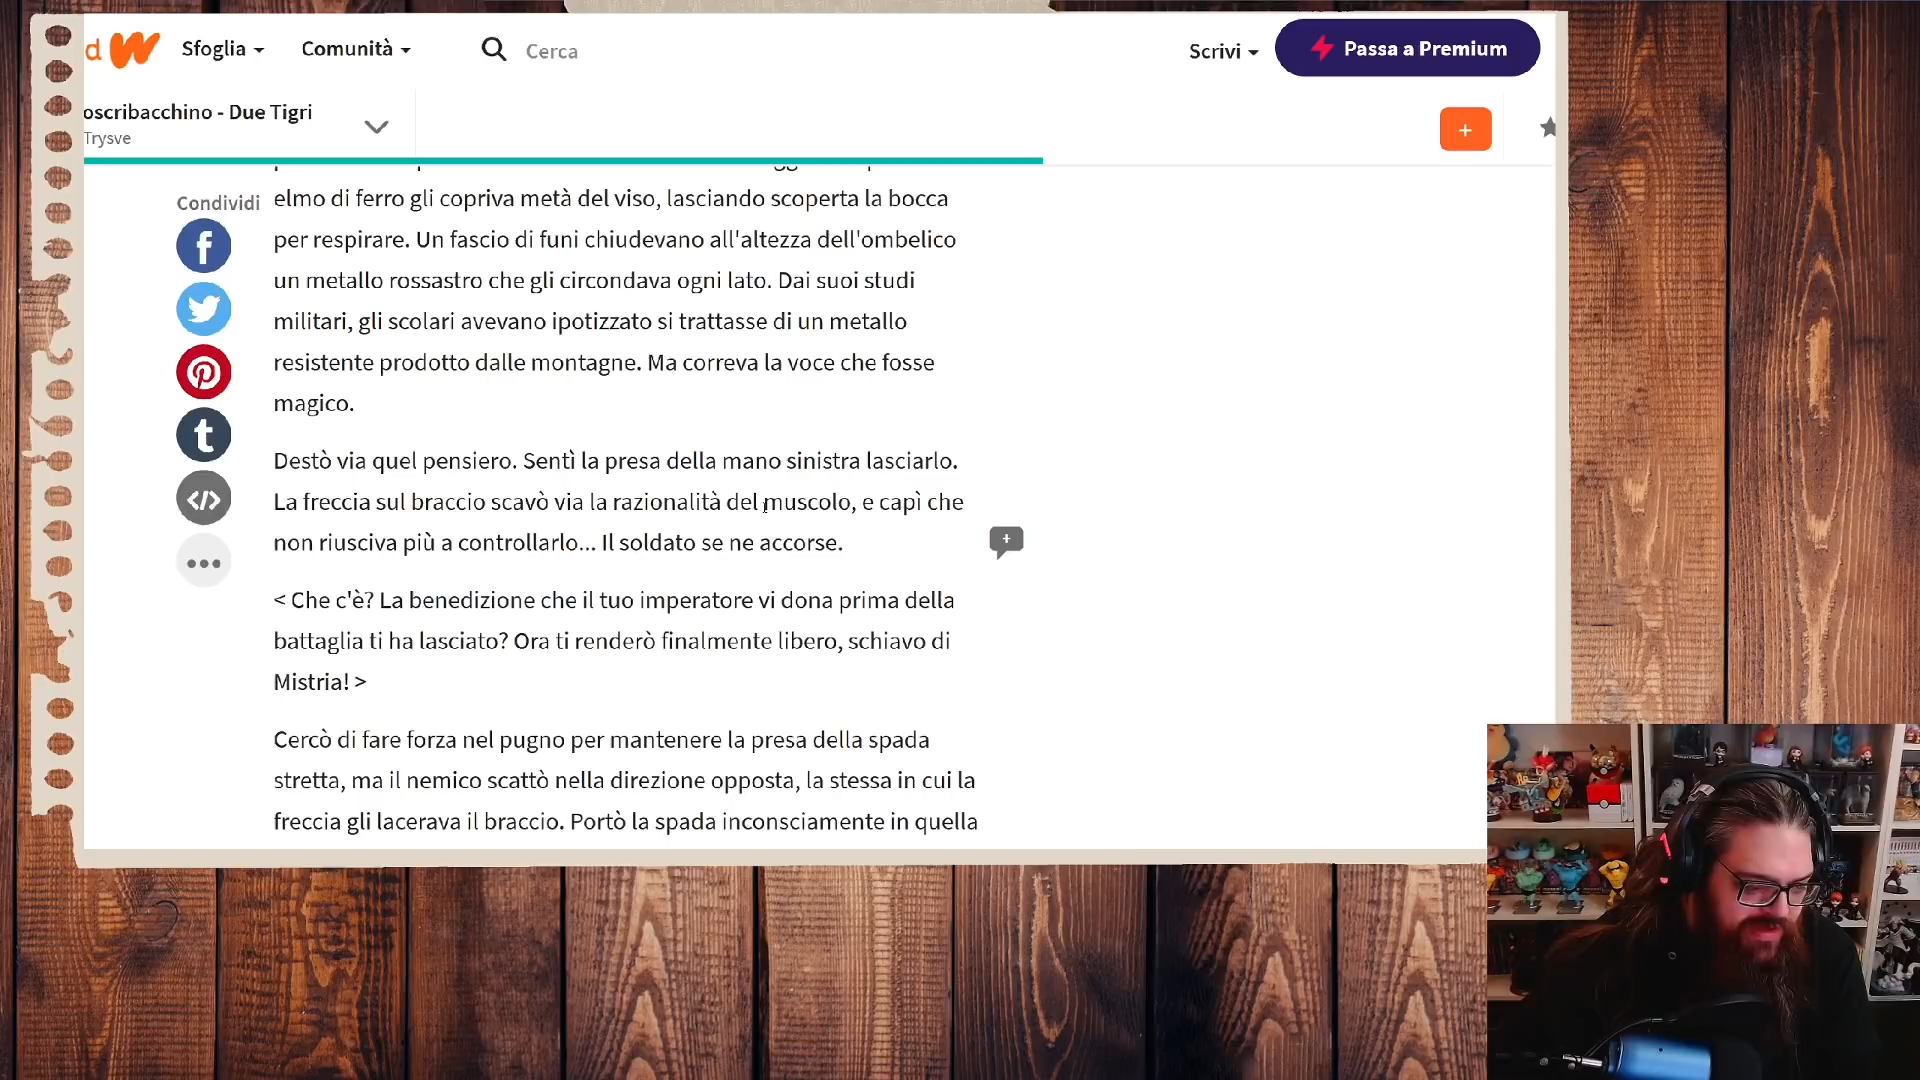 d
Sfoglia
Comunità
Cerca
Scrivi
Passa a Premium
oscribacchino - Due Tigri
Trysve
+
Condividi
elmo di ferro gli copriva metà del viso, lasciando scoperta la bocca
per respirare. Un fascio di funi chiudevano all'altezza dell'ombelico
un metallo rossastro che gli circondava ogni lato. Dai suoi studi
militari, gli scolari avevano ipotizzato si trattasse di un metallo
resistente prodotto dalle montagne. Ma correva la voce che fosse
magico.
Destò via quel pensiero. Sentì la presa della mano sinistra lasciarlo.
La freccia sul braccio scavò via la razionalità del muscolo, e capì che
non riusciva più a controllarlo... Il soldato se ne accorse.
+
< Che c'è? La benedizione che il tuo imperatore vi dona prima della
battaglia ti ha lasciato? Ora ti renderò finalmente libero, schiavo di
Mistria! >
Cercò di fare forza nel pugno per mantenere la presa della spada
stretta, ma il nemico scattò nella direzione opposta, la stessa in cui la
freccia gli lacerava il braccio. Portò la spada inconsciamente in quella